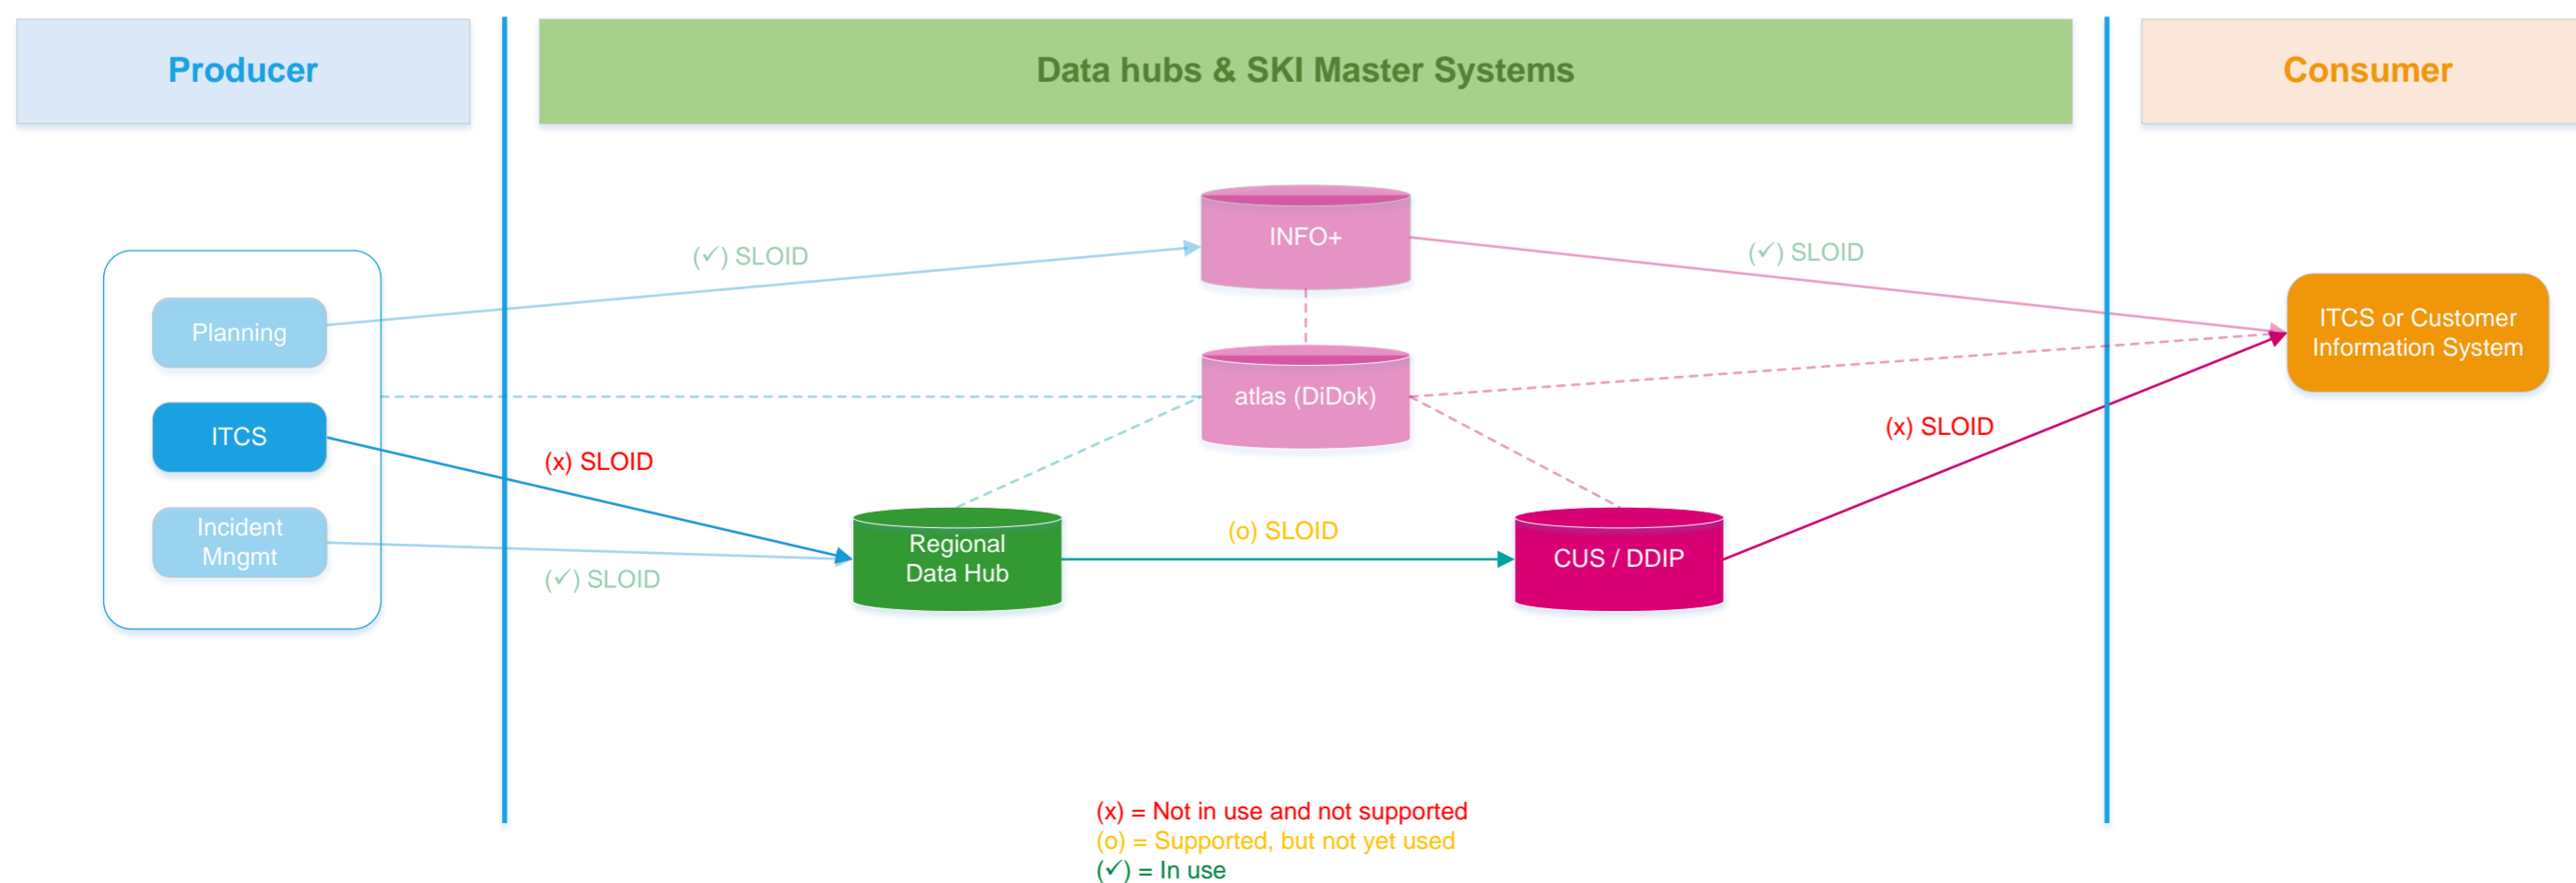 Producer
Data hubs & SKI Master Systems
Consumer
INFO+
(✓) SLOID
(✓) SLOID
Planning
ITCS or Customer
Information System
atlas (DiDok)
ITCS
(x) SLOID
(x) SLOID
Incident
Mngmt
(✓) SLOID
Regional
Data Hub
(o) SLOID
CUS / DDIP
(x) = Not in use and not supported
(o) = Supported, but not yet used
(✓) = In use